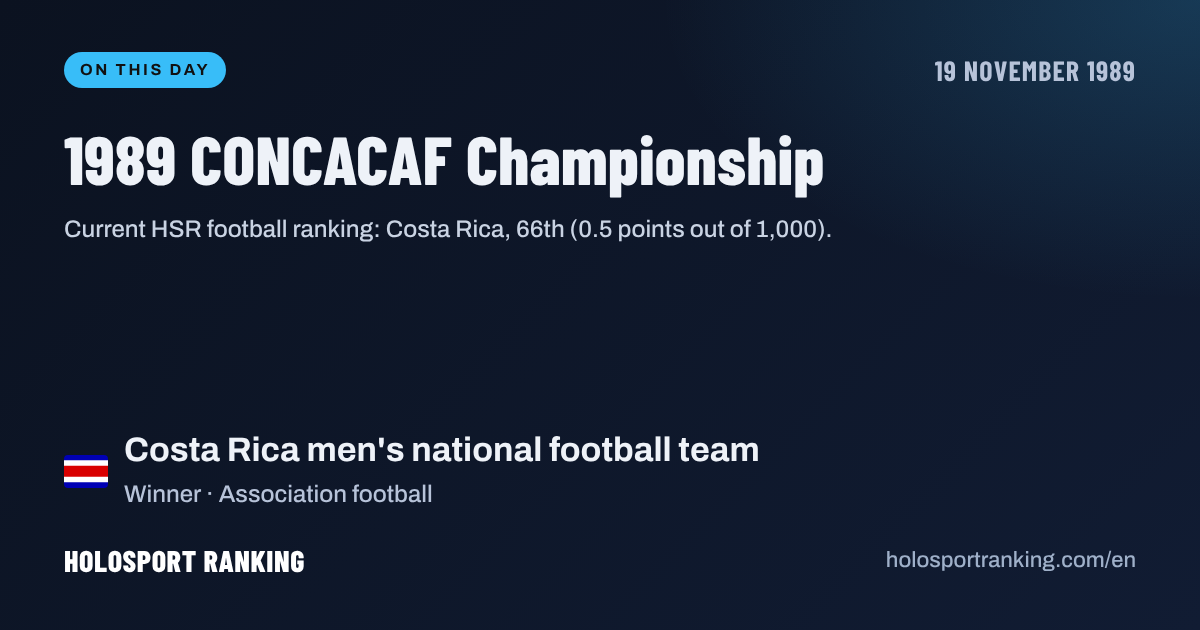 ON THIS DAY
19 NOVEMBER 1989
1989 CONCACAF Championship
Current HSR football ranking: Costa Rica, 66th (0.5 points out of 1,000).
Costa Rica men's national football team
Winner · Association football
HOLOSPORT RANKING
holosportranking.com/en